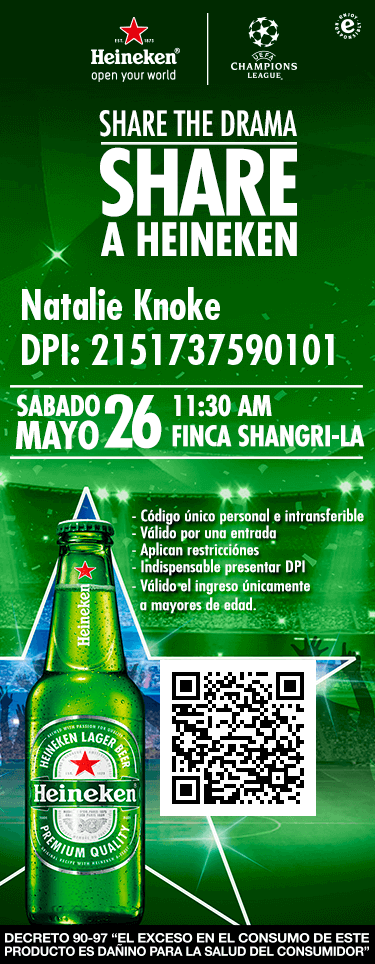 EST. 1873
Heineken®
open your world
UEFA
CHAMPIONS
LEAGUE®
ENJOY RESPONSIBLY
SHARE THE DRAMA
SHARE
A HEINEKEN
Natalie Knoke
DPI: 2151737590101
SABADO
MAYO 26
11:30 AM
FINCA SHANGRI-LA
- Código único personal e intransferible
- Válido por una entrada
- Aplican restricciónes
- Indispensable presentar DPI
- Válido el ingreso únicamente
a mayores de edad.
Heineken
HEINEKEN LAGER BEER
Heineken®
PREMIUM QUALITY
DECRETO 90-97 “EL EXCESO EN EL CONSUMO DE ESTE
PRODUCTO ES DAÑINO PARA LA SALUD DEL CONSUMIDOR”